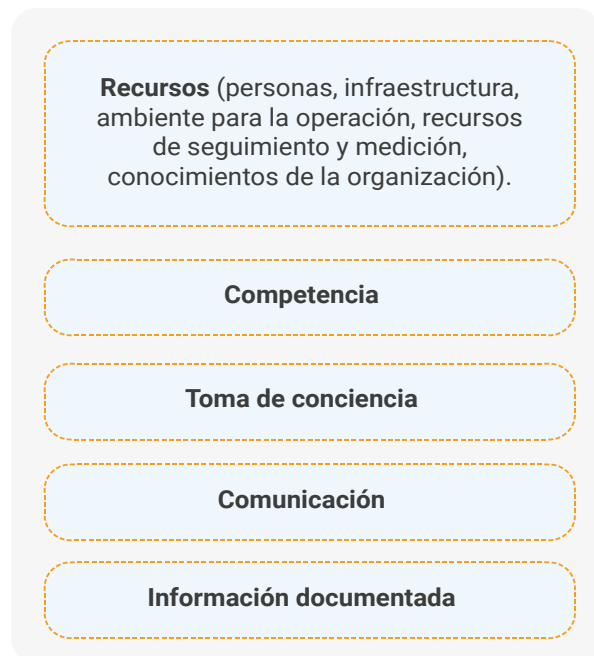 Recursos (personas, infraestructura,
ambiente para la operación, recursos
de seguimiento y medición,
conocimientos de la organización).
Competencia
Toma de conciencia
Comunicación
Información documentada